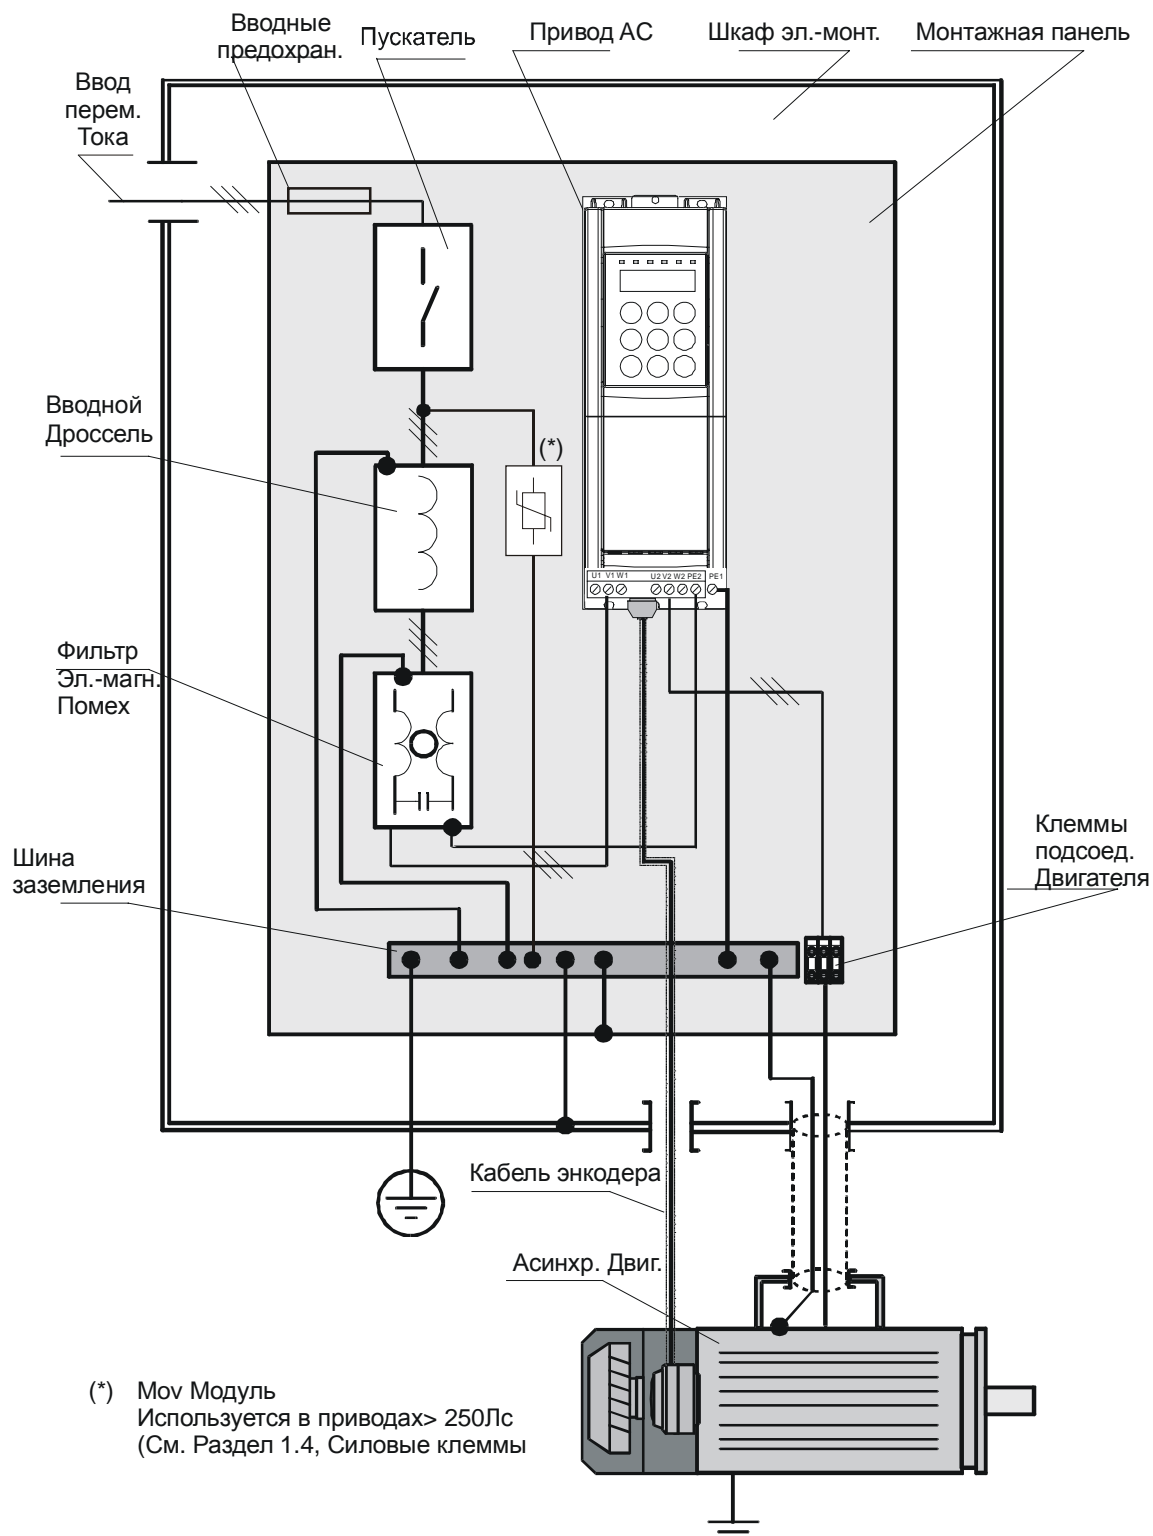 Вводные
предохран.
Пускатель
Привод АС
Шкаф эл.-монт.
Монтажная панель
Ввод
перем.
Тока
Вводной
Дроссель
(*)
U1 V1 W1 U2 V2 W2 PE2 PE1
Фильтр
Эл.-магн.
Помех
Клеммы
подсоед.
Двигателя
Шина
заземления
Кабель энкодера
Асинхр. Двиг.
(*) Mov Модуль
Используется в приводах> 250Лс
(См. Раздел 1.4, Силовые клеммы